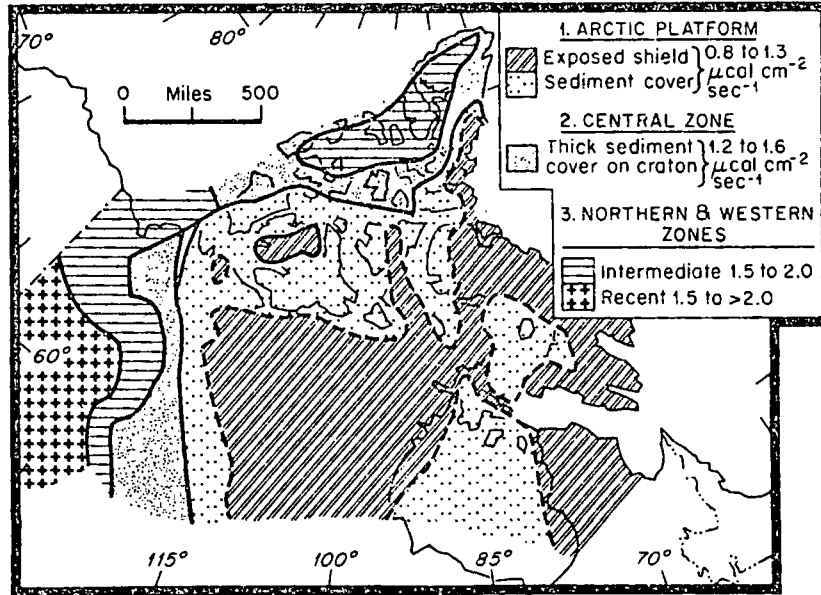 70°
80°
0 Miles 500
60°
115°
100°
85°
70°
1. ARCTIC PLATFORM
Exposed shield } 0.8 to 1.3
Sediment cover } μcal cm⁻²
sec⁻¹
2. CENTRAL ZONE
Thick sediment } 1.2 to 1.6
cover on craton } μcal cm⁻²
sec⁻¹
3. NORTHERN & WESTERN
ZONES
Intermediate 1.5 to 2.0
Recent 1.5 to >2.0